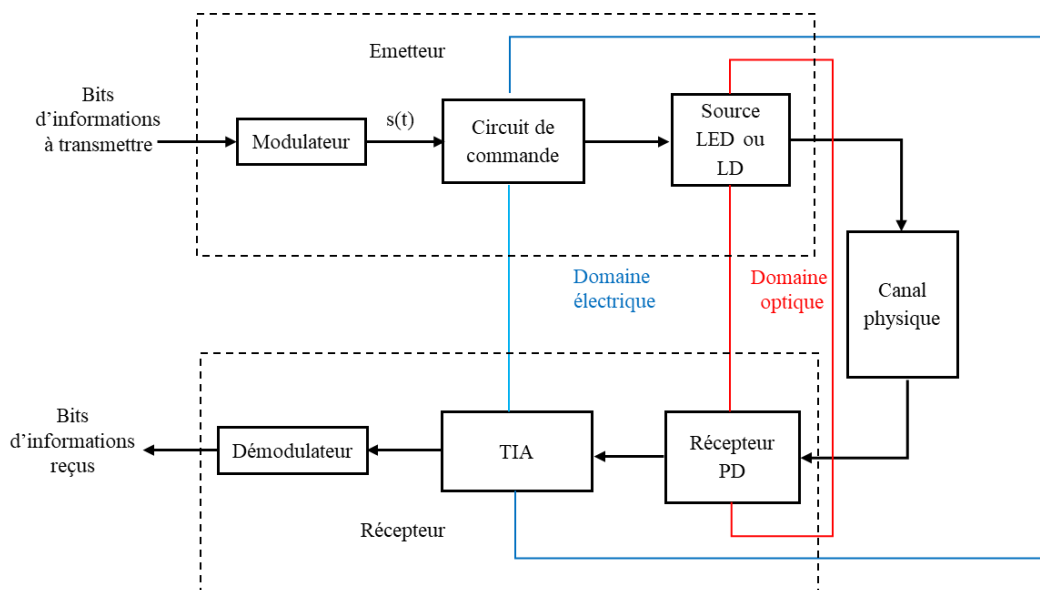 Emetteur
Bits
d’informations
à transmettre
Modulateur
s(t)
Circuit de
commande
Source
LED ou
LD
Domaine
électrique
Domaine
optique
Canal
physique
Bits
d’informations
reçus
Démodulateur
TIA
Récepteur
PD
Récepteur